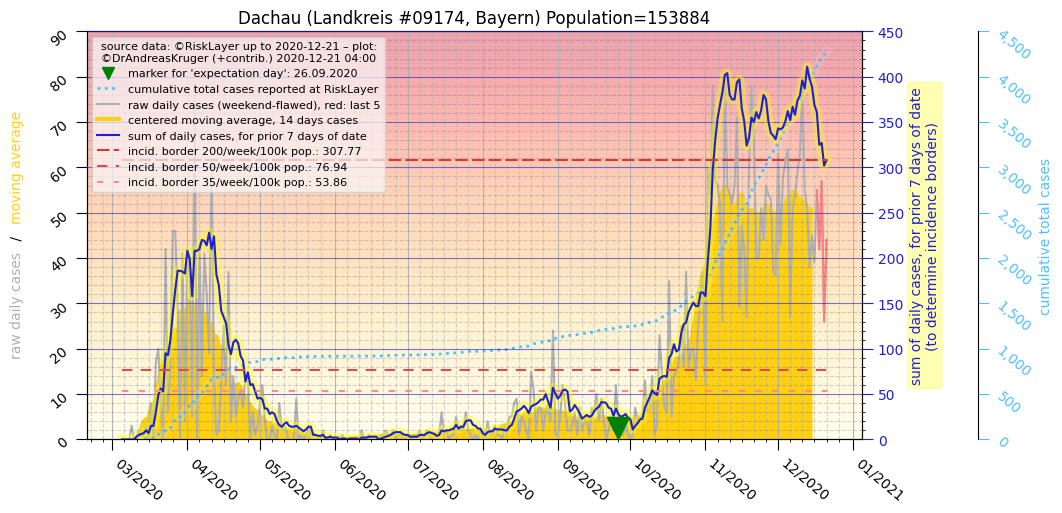 Dachau (Landkreis #09174, Bayern) Population=153884
source data: ©RiskLayer up to 2020-12-21 – plot:
©DrAndreasKruger (+contrib.) 2020-12-21 04:00
marker for 'expectation day': 26.09.2020
cumulative total cases reported at RiskLayer
raw daily cases (weekend-flawed), red: last 5
centered moving average, 14 days cases
sum of daily cases, for prior 7 days of date
incid. border 200/week/100k pop.: 307.77
incid. border 50/week/100k pop.: 76.94
incid. border 35/week/100k pop.: 53.86
raw daily cases / moving average
90
80
70
60
50
40
30
20
10
0
03/2020
04/2020
05/2020
06/2020
07/2020
08/2020
09/2020
10/2020
11/2020
12/2020
01/2021
450
400
350
300
250
200
150
100
50
0
sum of daily cases, for prior 7 days of date
(to determine incidence borders)
4,500
4,000
3,500
3,000
2,500
2,000
1,500
1,000
500
0
cumulative total cases